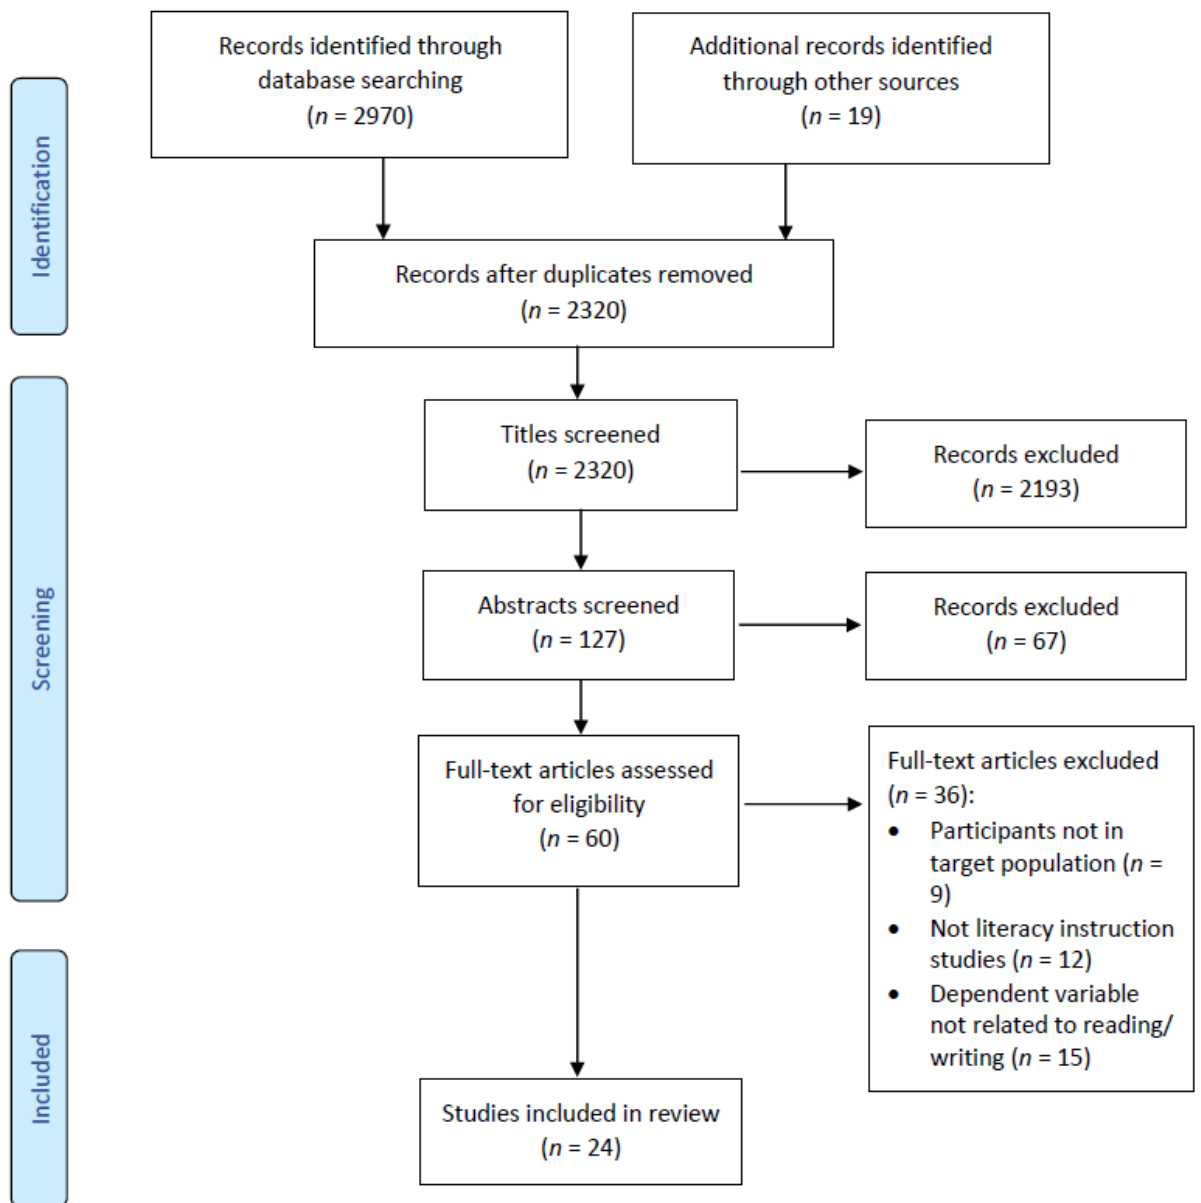 Records identified through
database searching
(n = 2970)
Additional records identified
through other sources
(n = 19)
Identification
Records after duplicates removed
(n = 2320)
Screening
Titles screened
(n = 2320)
Records excluded
(n = 2193)
Abstracts screened
(n = 127)
Records excluded
(n = 67)
Full-text articles assessed
for eligibility
(n = 60)
Full-text articles excluded
(n = 36):
• Participants not in
target population (n =
9)
• Not literacy instruction
studies (n = 12)
• Dependent variable
not related to reading/
writing (n = 15)
Included
Studies included in review
(n = 24)